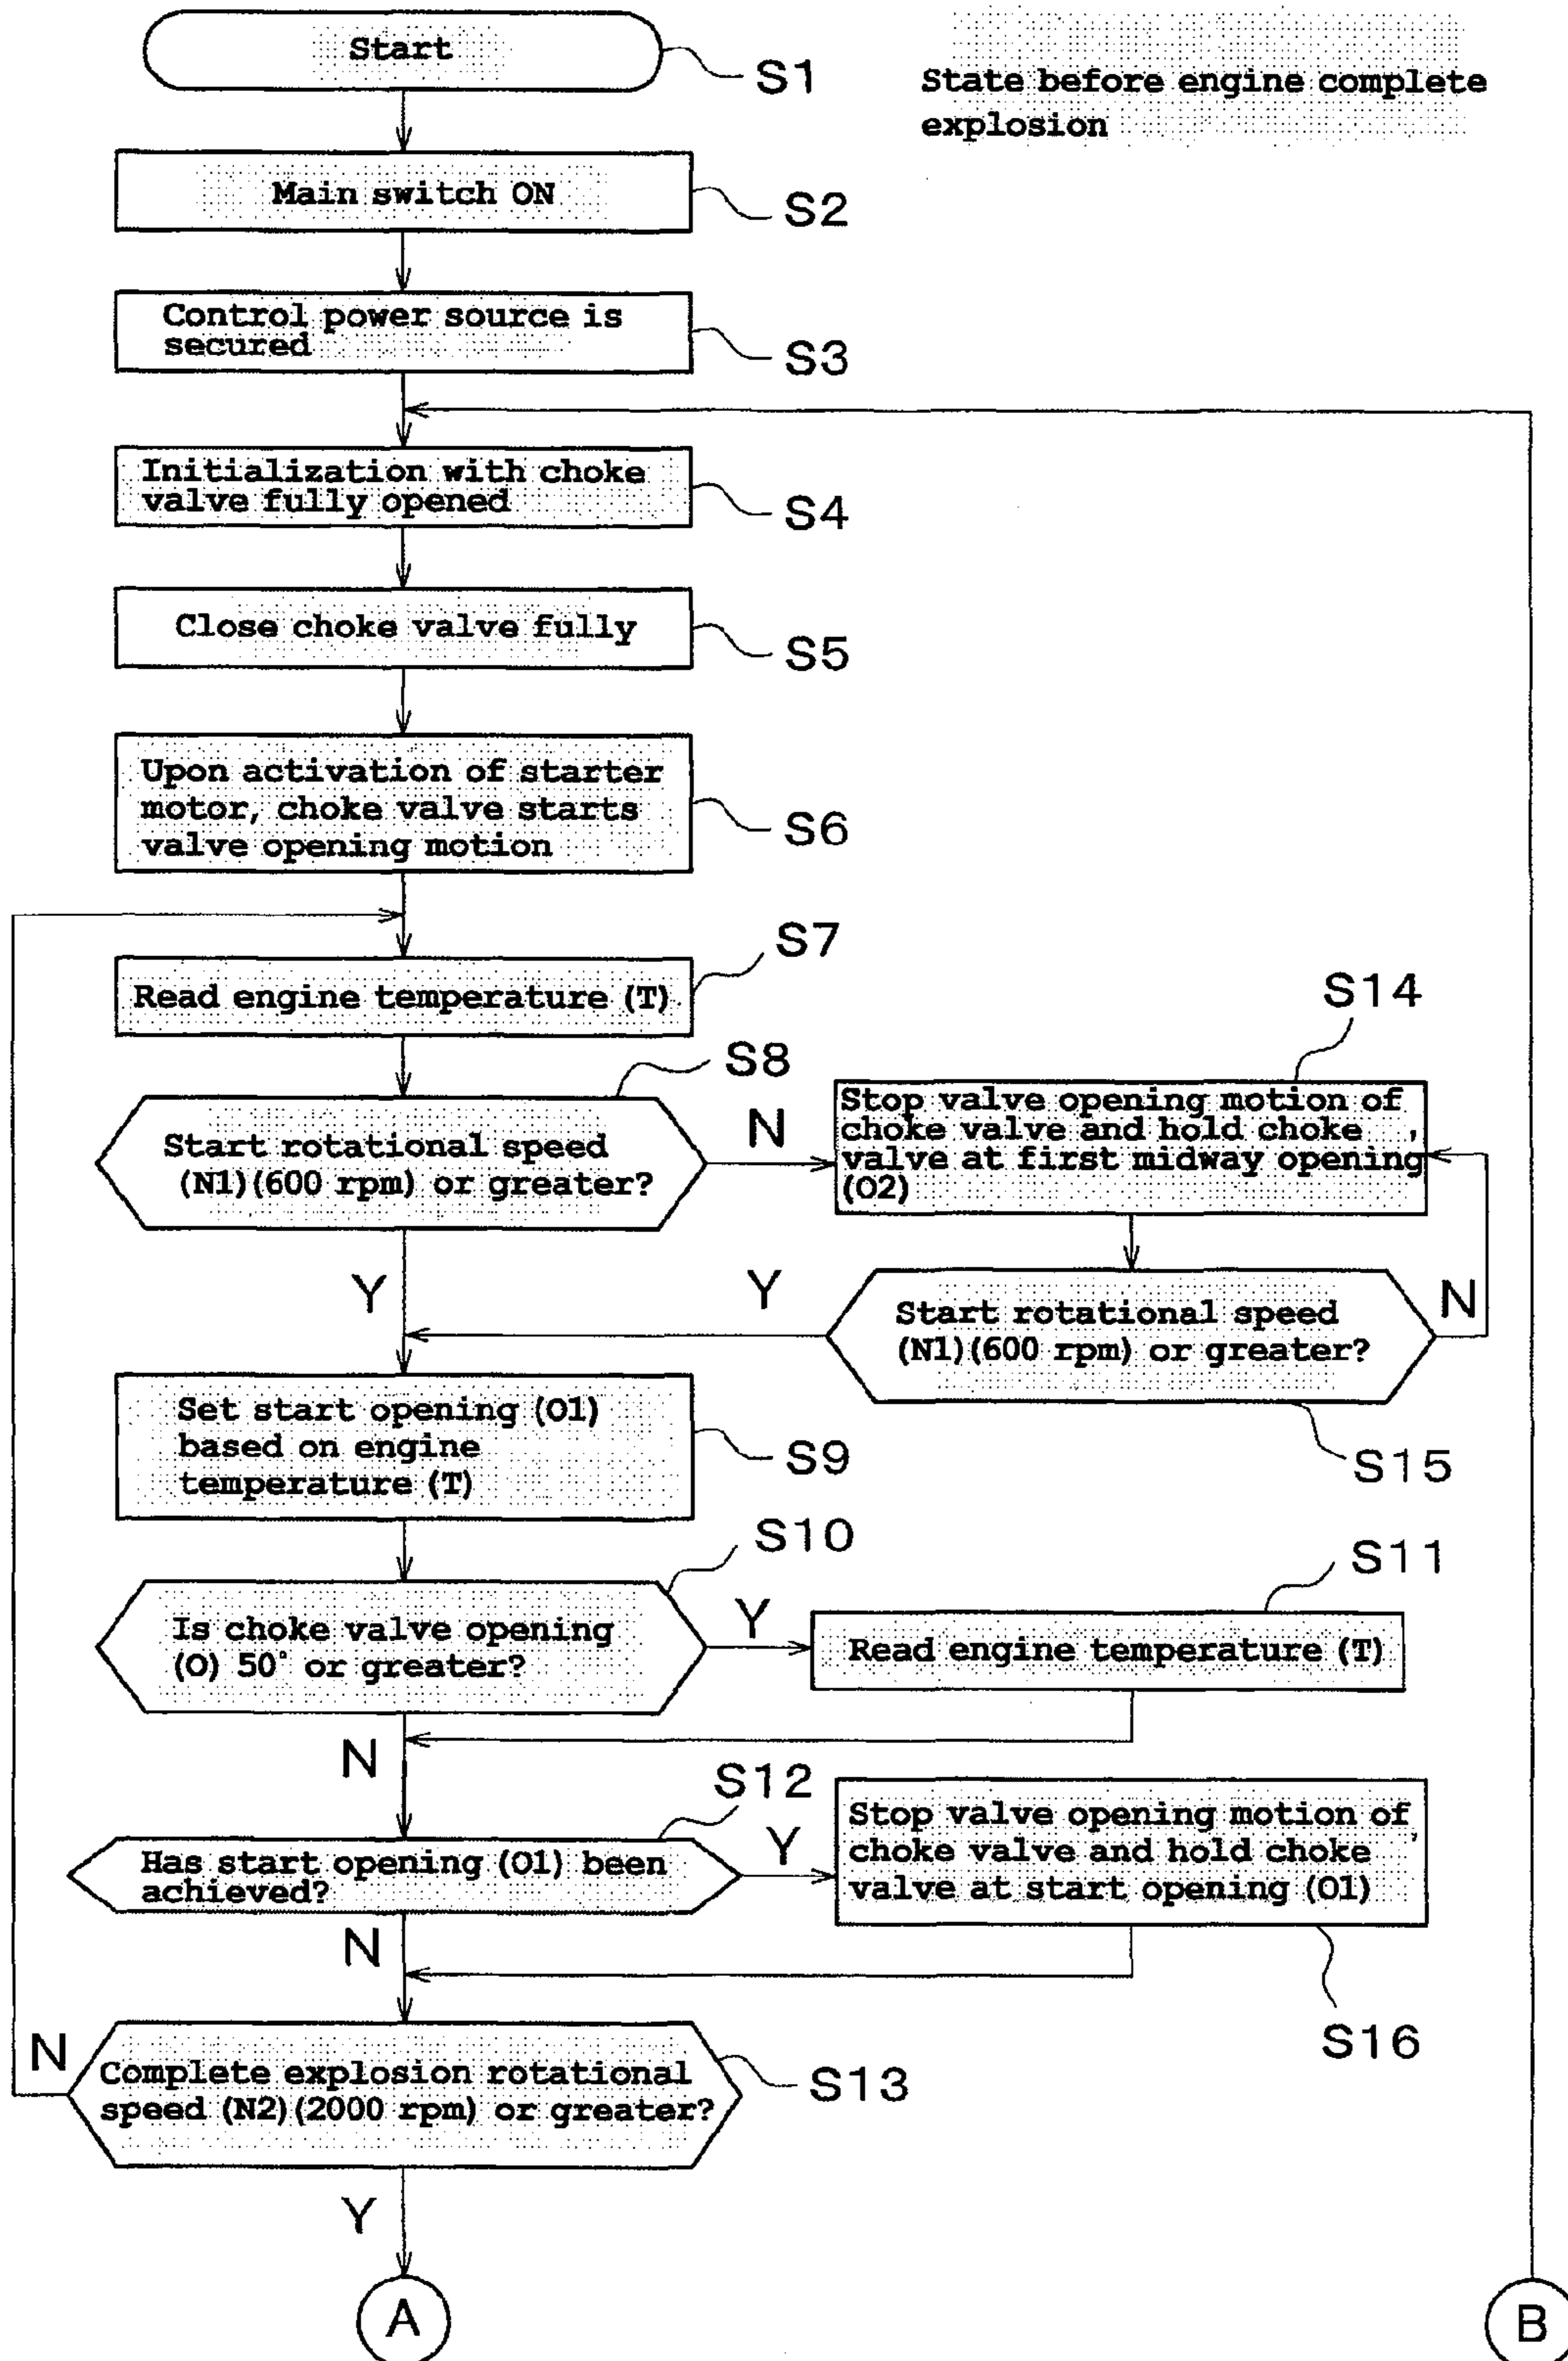 Start
S1
State before engine complete
explosion
Main switch ON
S2
Control power source is
secured
S3
Initialization with choke
valve fully opened
S4
Close choke valve fully
S5
Upon activation of starter
motor, choke valve starts
valve opening motion
S6
S7
Read engine temperature (T)
S8
Start rotational speed
(N1)(600 rpm) or greater?
N
Y
S14
Stop valve opening motion of
choke valve and hold choke
valve at first midway opening
(O2)
Start rotational speed
(N1)(600 rpm) or greater?
Y
N
S15
Set start opening (O1)
based on engine
temperature (T)
S9
S10
Is choke valve opening
(O) 50° or greater?
Y
N
S11
Read engine temperature (T)
S12
Has start opening (O1) been
achieved?
Y
N
Stop valve opening motion of
choke valve and hold choke
valve at start opening (O1)
S16
N
Complete explosion rotational
speed (N2)(2000 rpm) or greater?
S13
Y
A
B